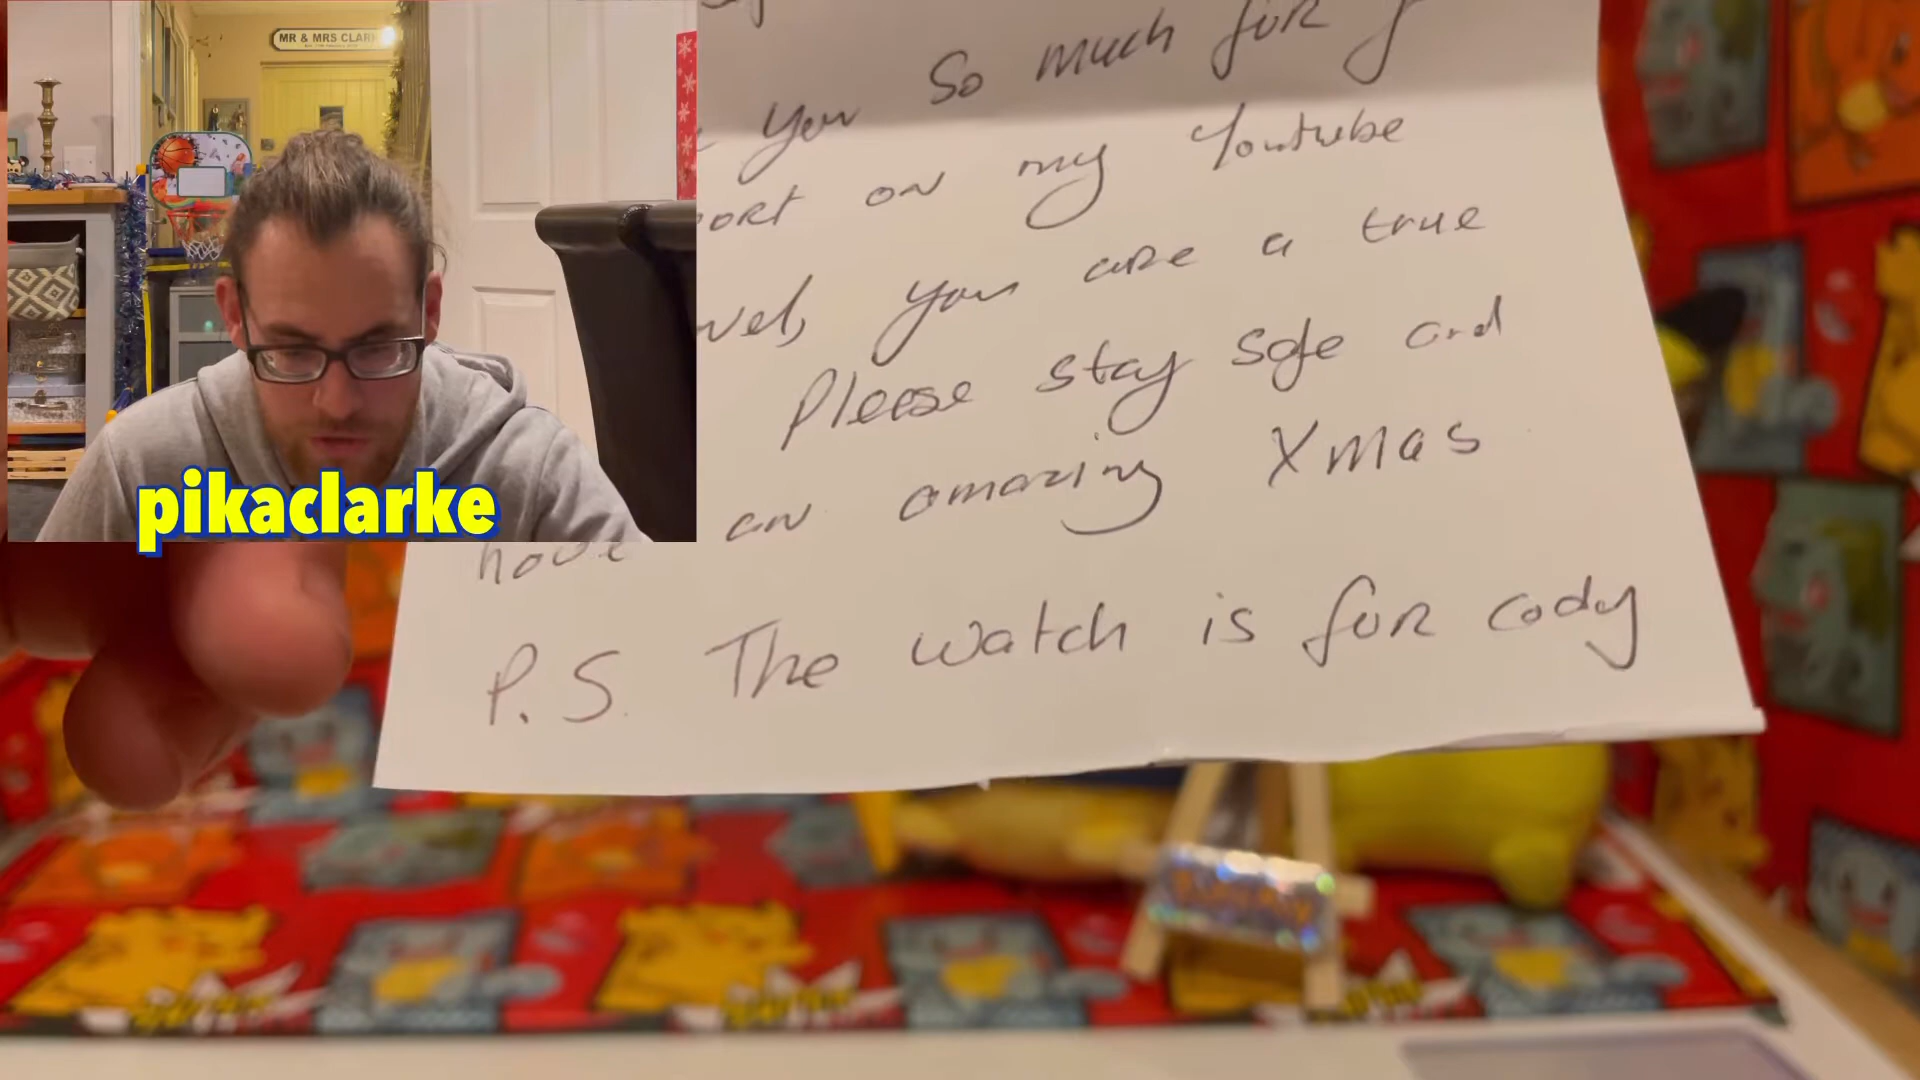 MR & MRS CLARK
pikaclarke
you so much for
on my Youtube
you are a true
Please stay safe and
have an amazing Xmas
P.S. The watch is for cody